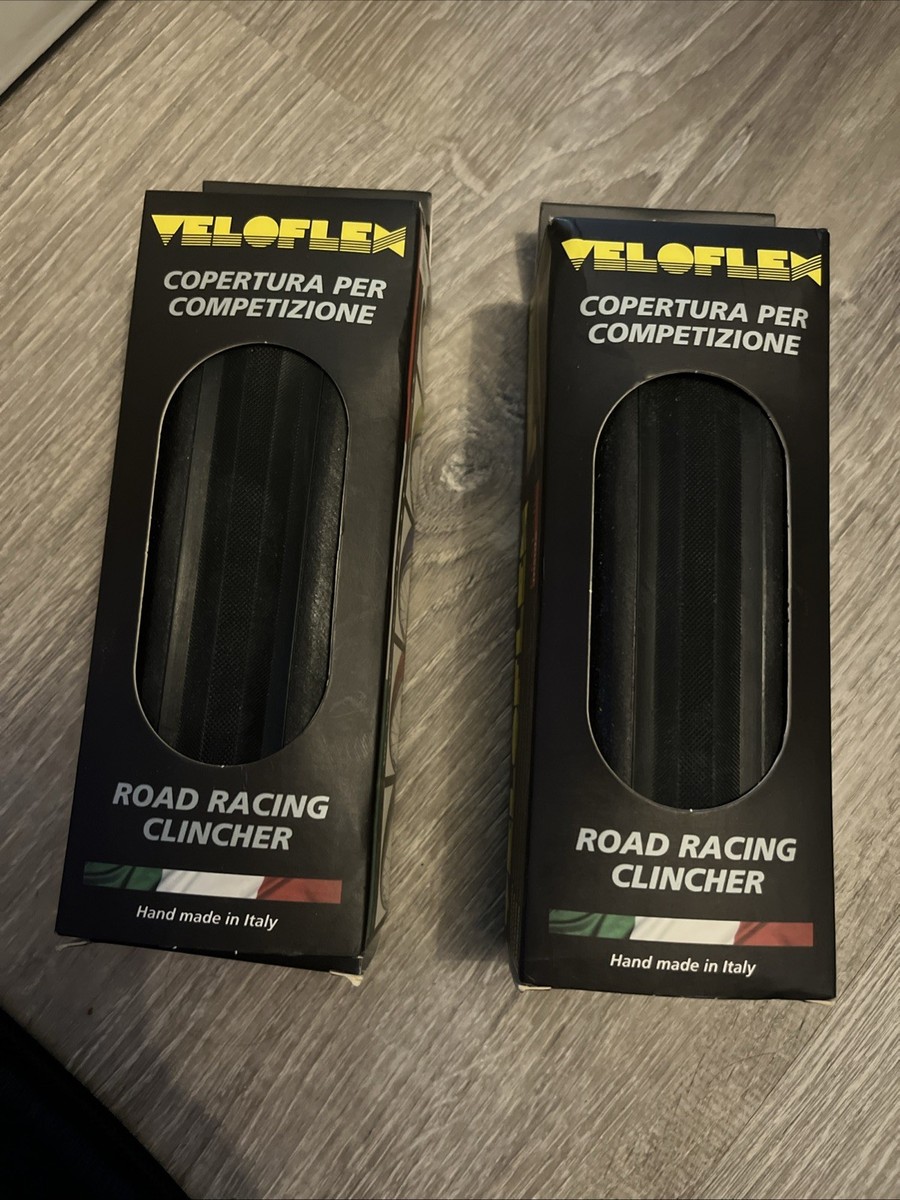 VELOFLEX
COPERTURA PER
COMPETIZIONE
ROAD RACING
CLINCHER
Hand made in Italy
VELOFLEX
COPERTURA PER
COMPETIZIONE
ROAD RACING
CLINCHER
Hand made in Italy